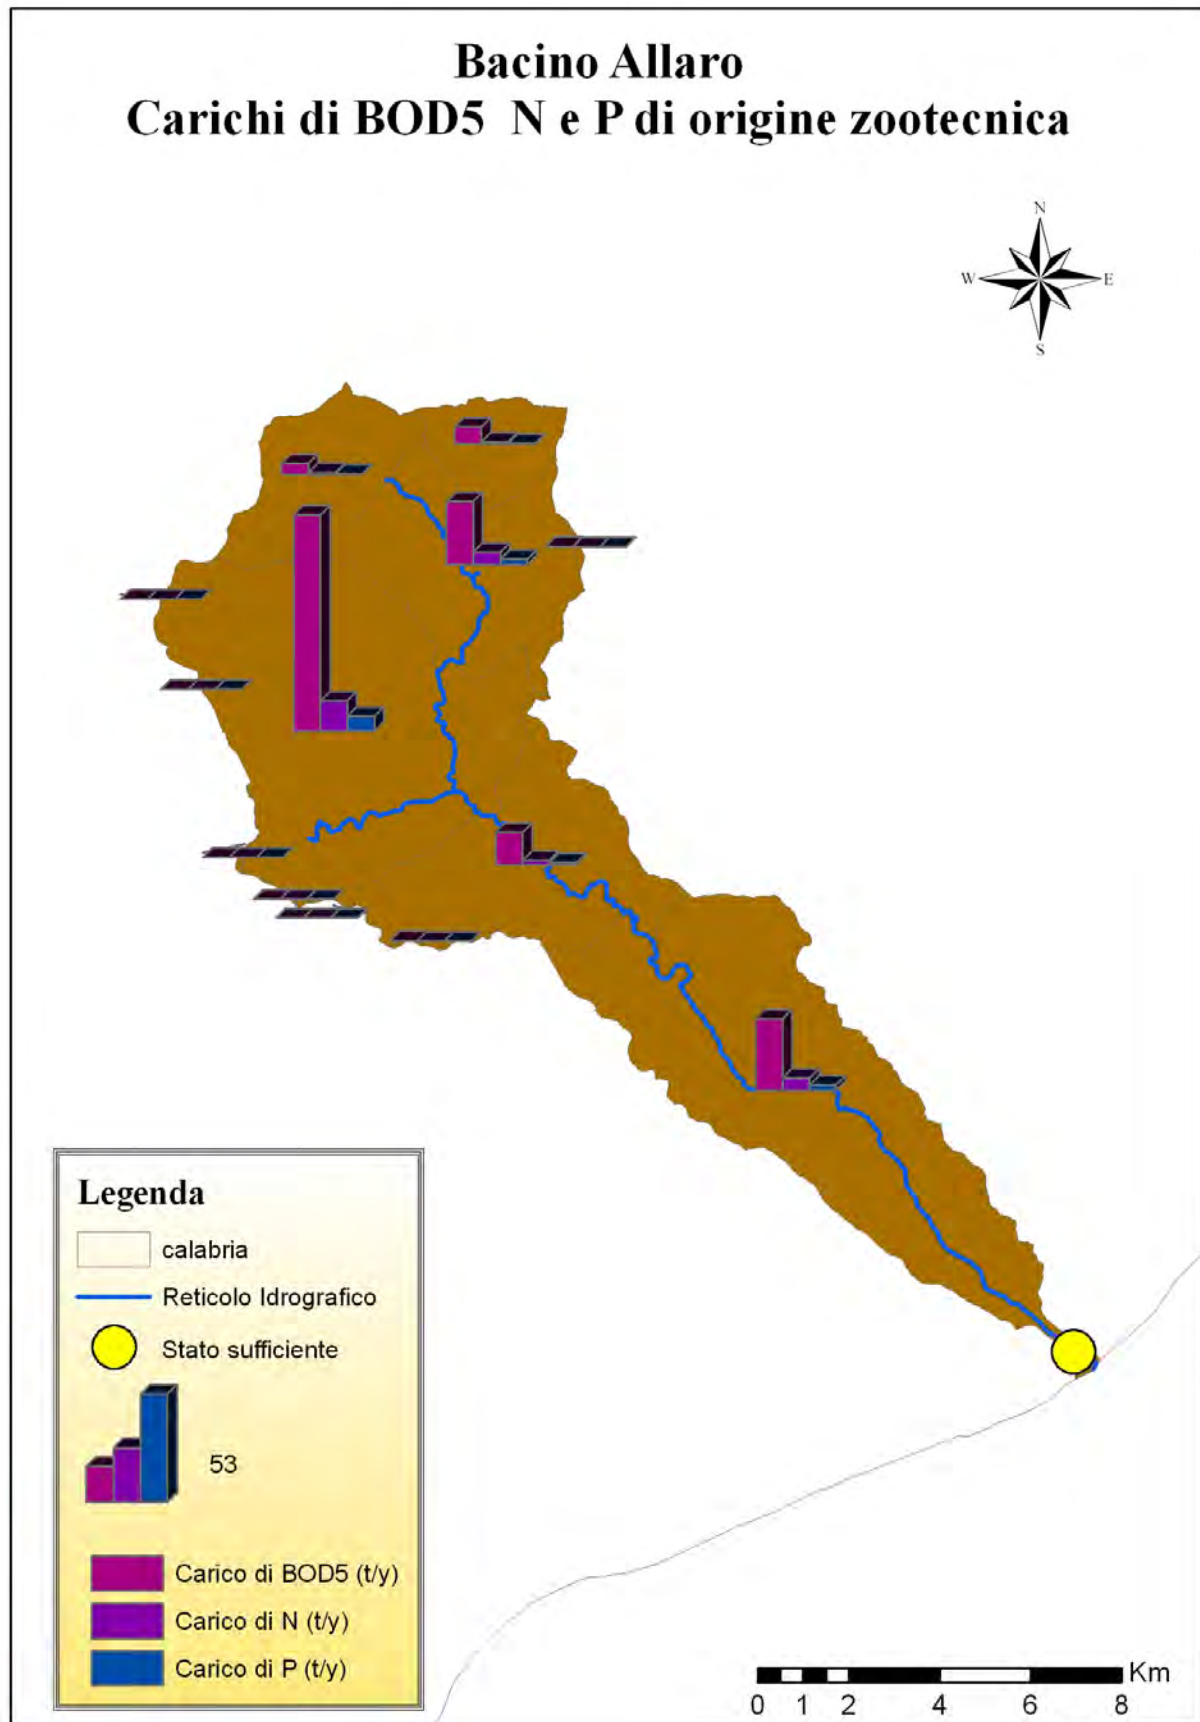 Bacino Allaro
Carichi di BOD5 N e P di origine zootecnica
N
W E
S
Legenda
calabria
Reticolo Idrografico
Stato sufficiente
53
Carico di BOD5 (t/y)
Carico di N (t/y)
Carico di P (t/y)
Km
0 1 2 4 6 8